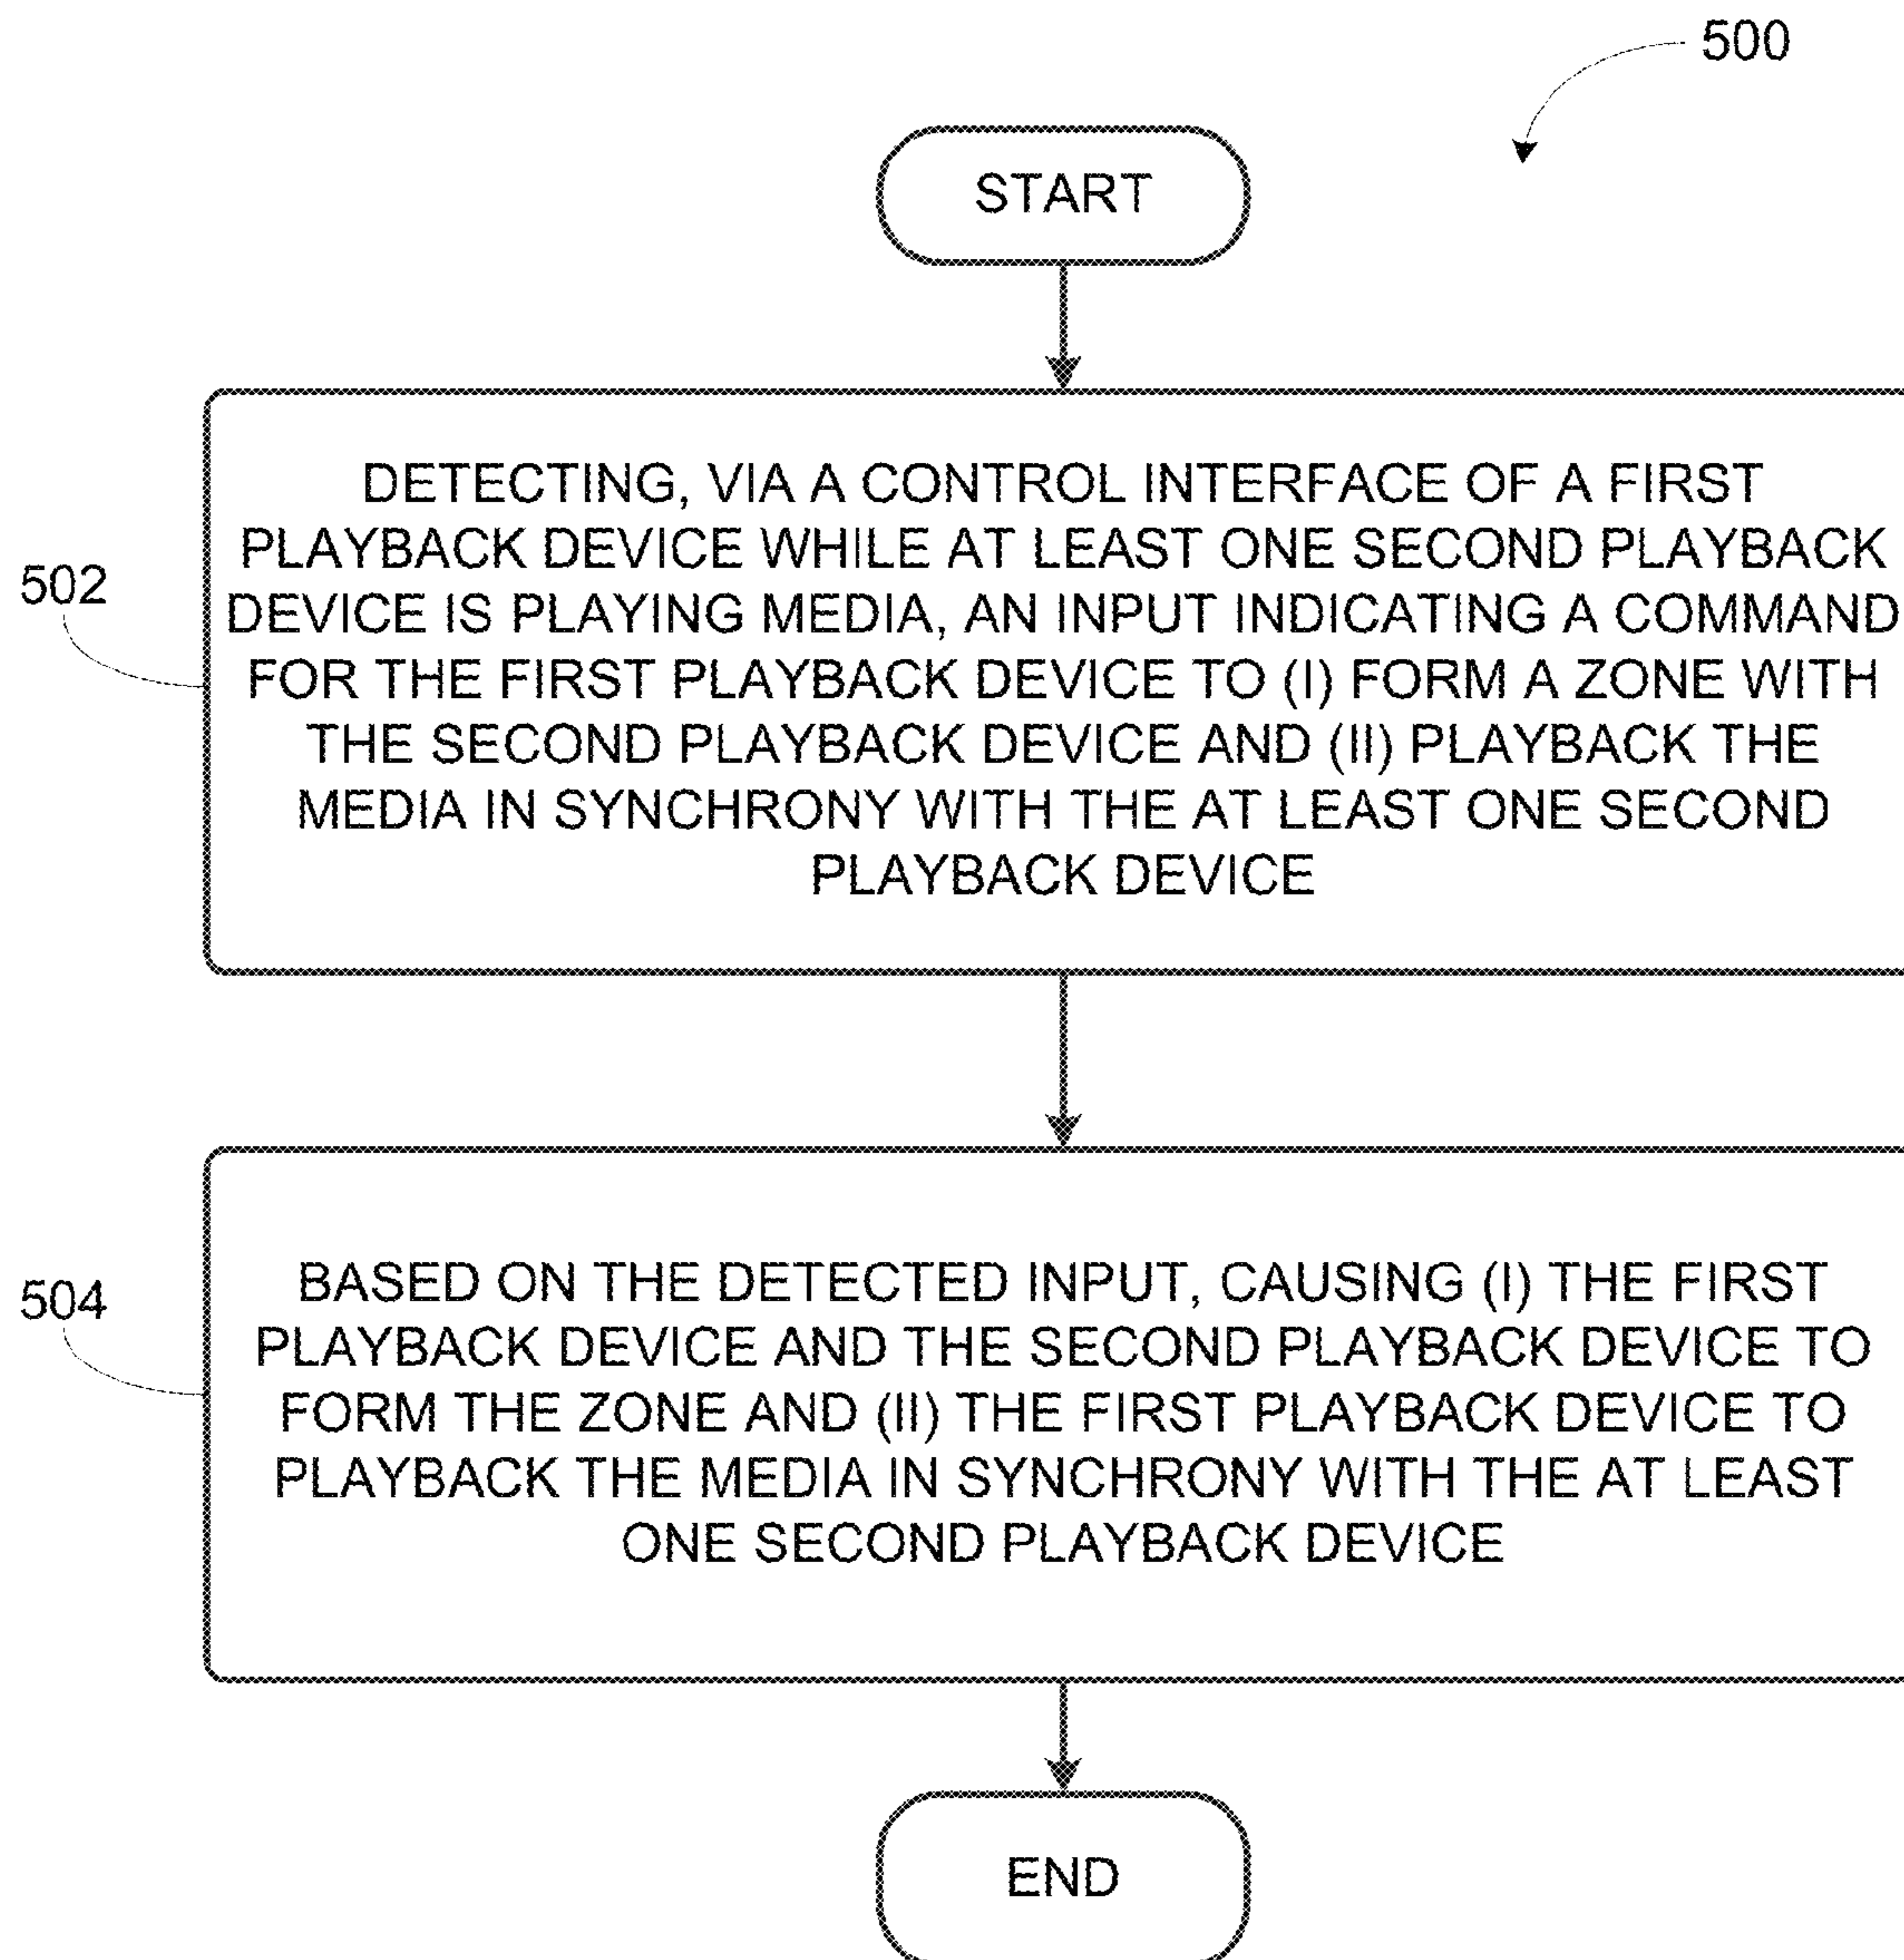 500
START
502
DETECTING, VIA A CONTROL INTERFACE OF A FIRST
PLAYBACK DEVICE WHILE AT LEAST ONE SECOND PLAYBACK
DEVICE IS PLAYING MEDIA, AN INPUT INDICATING A COMMAND
FOR THE FIRST PLAYBACK DEVICE TO (I) FORM A ZONE WITH
THE SECOND PLAYBACK DEVICE AND (II) PLAYBACK THE
MEDIA IN SYNCHRONY WITH THE AT LEAST ONE SECOND
PLAYBACK DEVICE
504
BASED ON THE DETECTED INPUT, CAUSING (I) THE FIRST
PLAYBACK DEVICE AND THE SECOND PLAYBACK DEVICE TO
FORM THE ZONE AND (II) THE FIRST PLAYBACK DEVICE TO
PLAYBACK THE MEDIA IN SYNCHRONY WITH THE AT LEAST
ONE SECOND PLAYBACK DEVICE
END